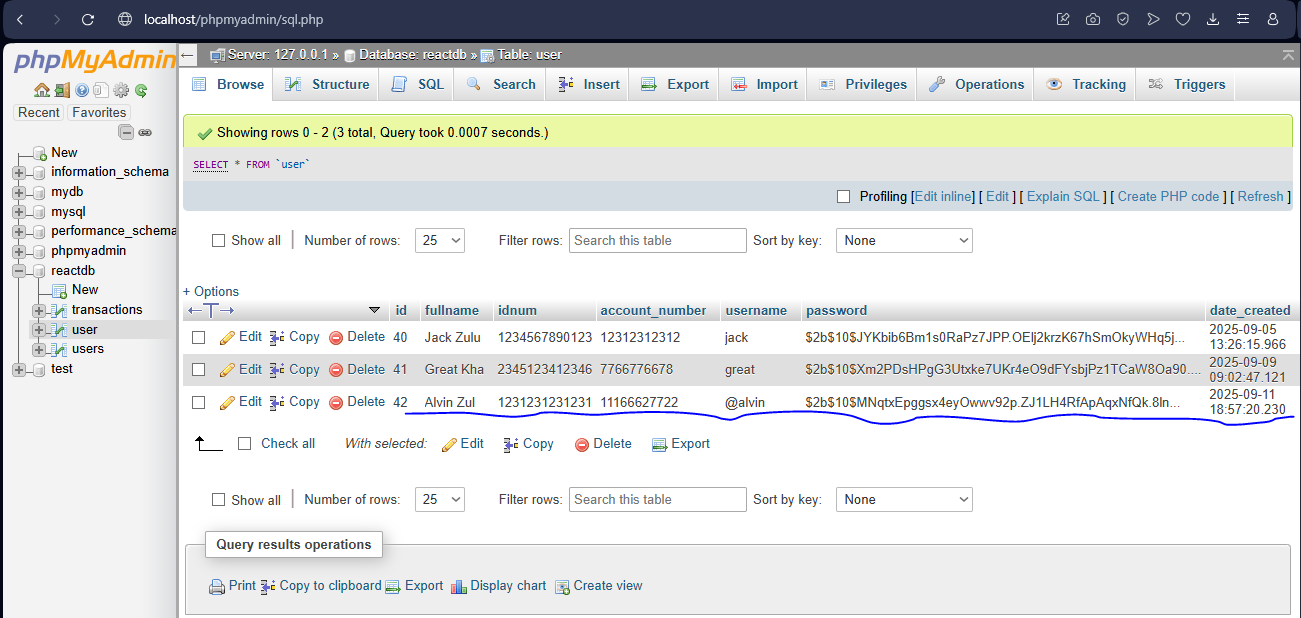 localhost/phpmyadmin/sql.php
phpMyAdmin
Recent Favorites
New
information_schema
mydb
mysql
performance_schema
phpmyadmin
reactdb
New
transactions
user
users
test
Server: 127.0.0.1 » Database: reactdb » Table: user
Browse Structure SQL Search Insert Export Import Privileges Operations Tracking Triggers
Showing rows 0 - 2 (3 total, Query took 0.0007 seconds.)
SELECT * FROM `user`
Profiling [Edit inline] [ Edit ] [ Explain SQL ] [ Create PHP code ] [ Refresh ]
Show all | Number of rows: 25 Filter rows: Search this table Sort by key: None
+ Options
id fullname idnum account_number username password date_created
Edit Copy Delete 40 Jack Zulu 1234567890123 12312312312 jack $2b$10$JYKbib6Bm1s0RaPz7JPP.OElj2krzK67hSmOkyWHq5j... 2025-09-05 13:26:15.966
Edit Copy Delete 41 Great Kha 2345123412346 7766776678 great $2b$10$Xm2PDsHPgG3Utxke7UKr4eO9dFYsbjPz1TCaW8Oa90.... 2025-09-09 09:02:47.121
Edit Copy Delete 42 Alvin Zul 1231231231231 11166627722 @alvin $2b$10$MNqtxEpggsx4eyOwwv92p.ZJ1LH4RfApAqxNfQk.8ln... 2025-09-11 18:57:20.230
Check all With selected: Edit Copy Delete Export
Show all | Number of rows: 25 Filter rows: Search this table Sort by key: None
Query results operations
Print Copy to clipboard Export Display chart Create view